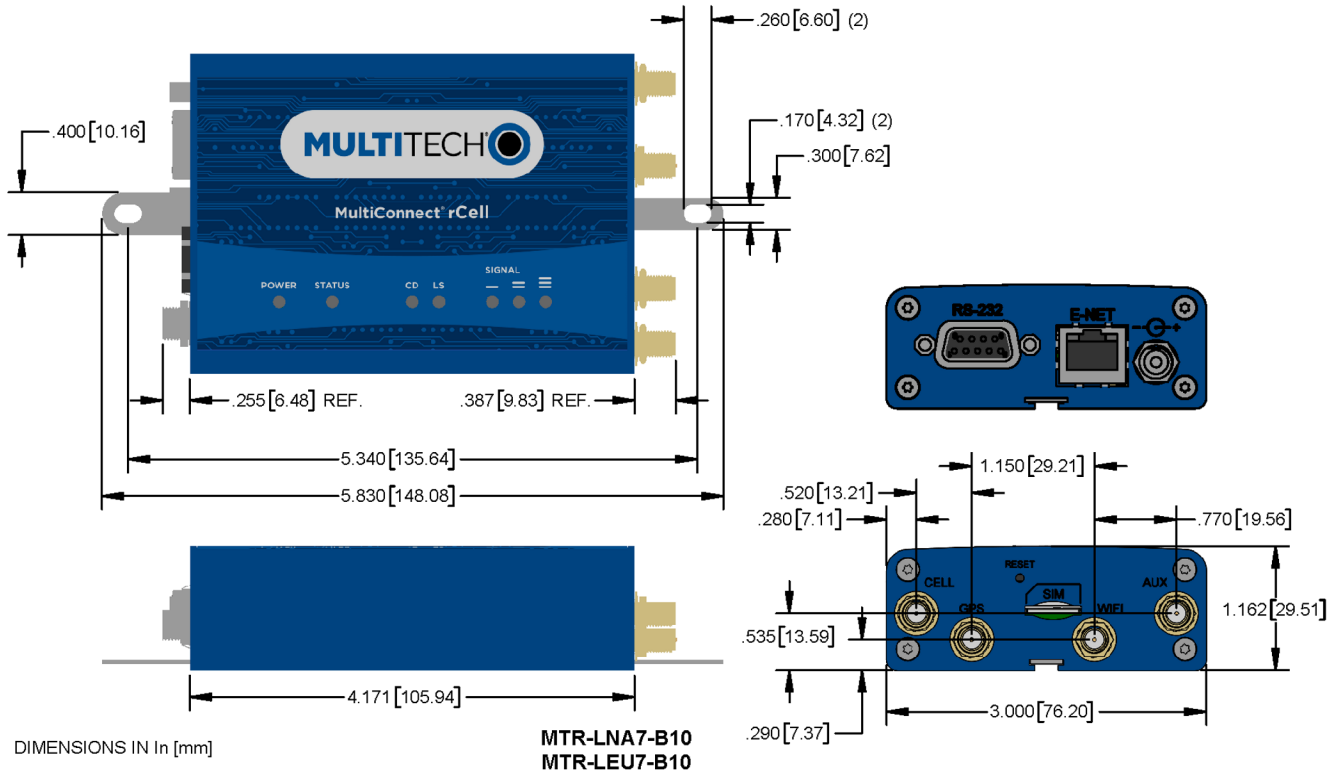 .260[6.60] (2)
.400[10.16]
.170[4.32] (2)
.300[7.62]
MULTITECH®
MultiConnect® rCell
SIGNAL
POWER STATUS CD LS
RS-232 E-NET
.255[6.48] REF. .387[9.83] REF.
5.340[135.64]
5.830[148.08]
1.150[29.21]
.520[13.21]
.280[7.11]
.770[19.56]
RESET
CELL SIM AUX
GPS WIFI
1.162[29.51]
.535[13.59]
4.171[105.94]
3.000[76.20]
.290[7.37]
DIMENSIONS IN In [mm]
MTR-LNA7-B10
MTR-LEU7-B10